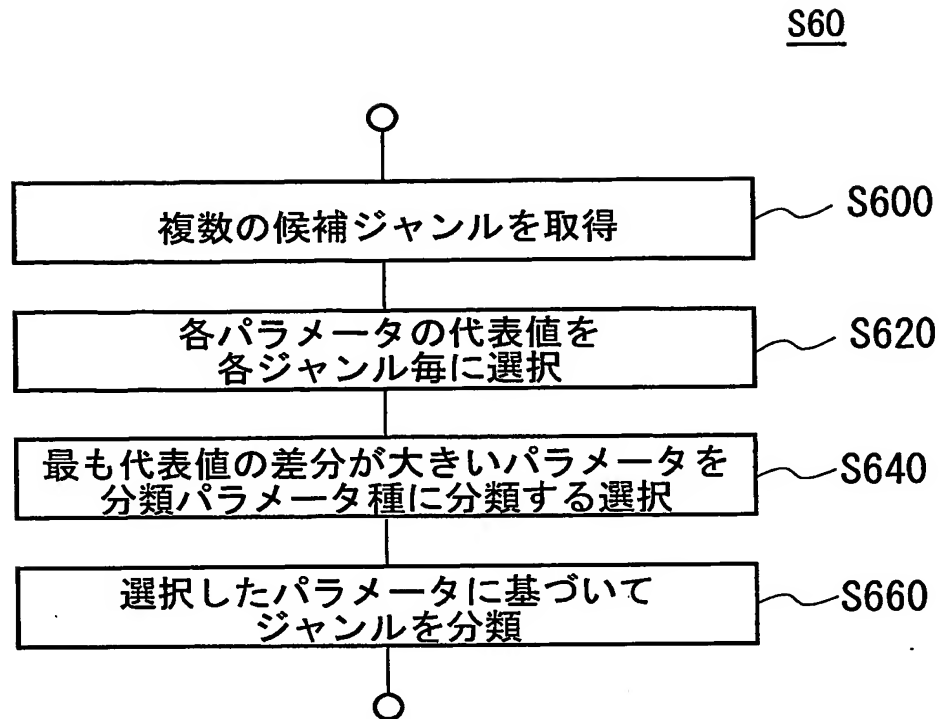 S60
複数の候補ジャンルを取得
S600
各パラメータの代表値を
各ジャンル毎に選択
S620
最も代表値の差分が大きいパラメータを
分類パラメータ種に分類する選択
S640
選択したパラメータに基づいて
ジャンルを分類
S660